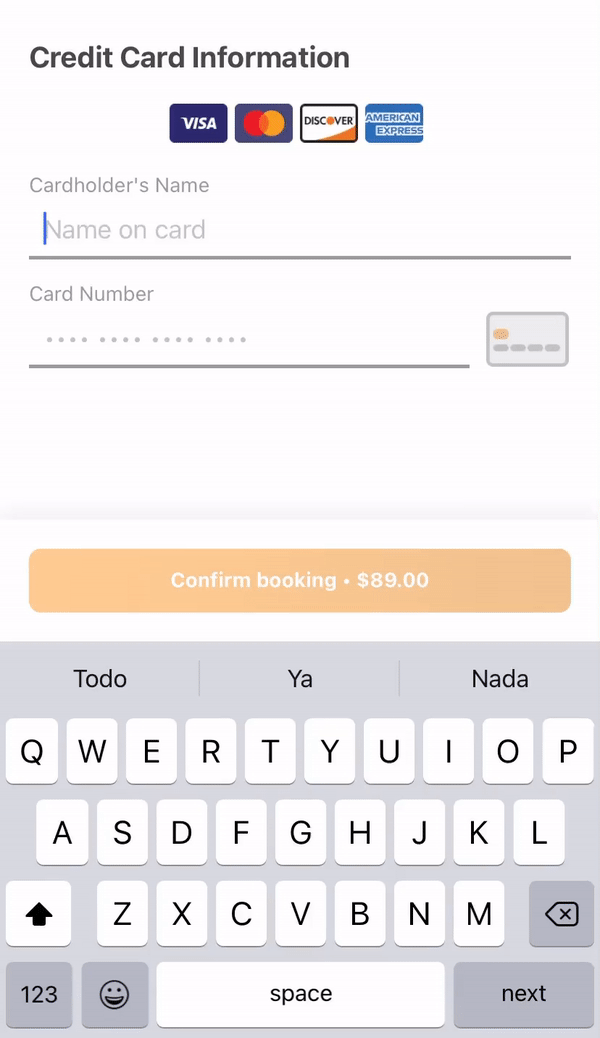 Credit Card Information
VISA DISCOVER AMERICAN EXPRESS
Cardholder's Name
Name on card
Card Number
•••• •••• •••• ••••
Confirm booking • $89.00
Todo Ya Nada
Q W E R T Y U I O P
A S D F G H J K L
Z X C V B N M
123 space next